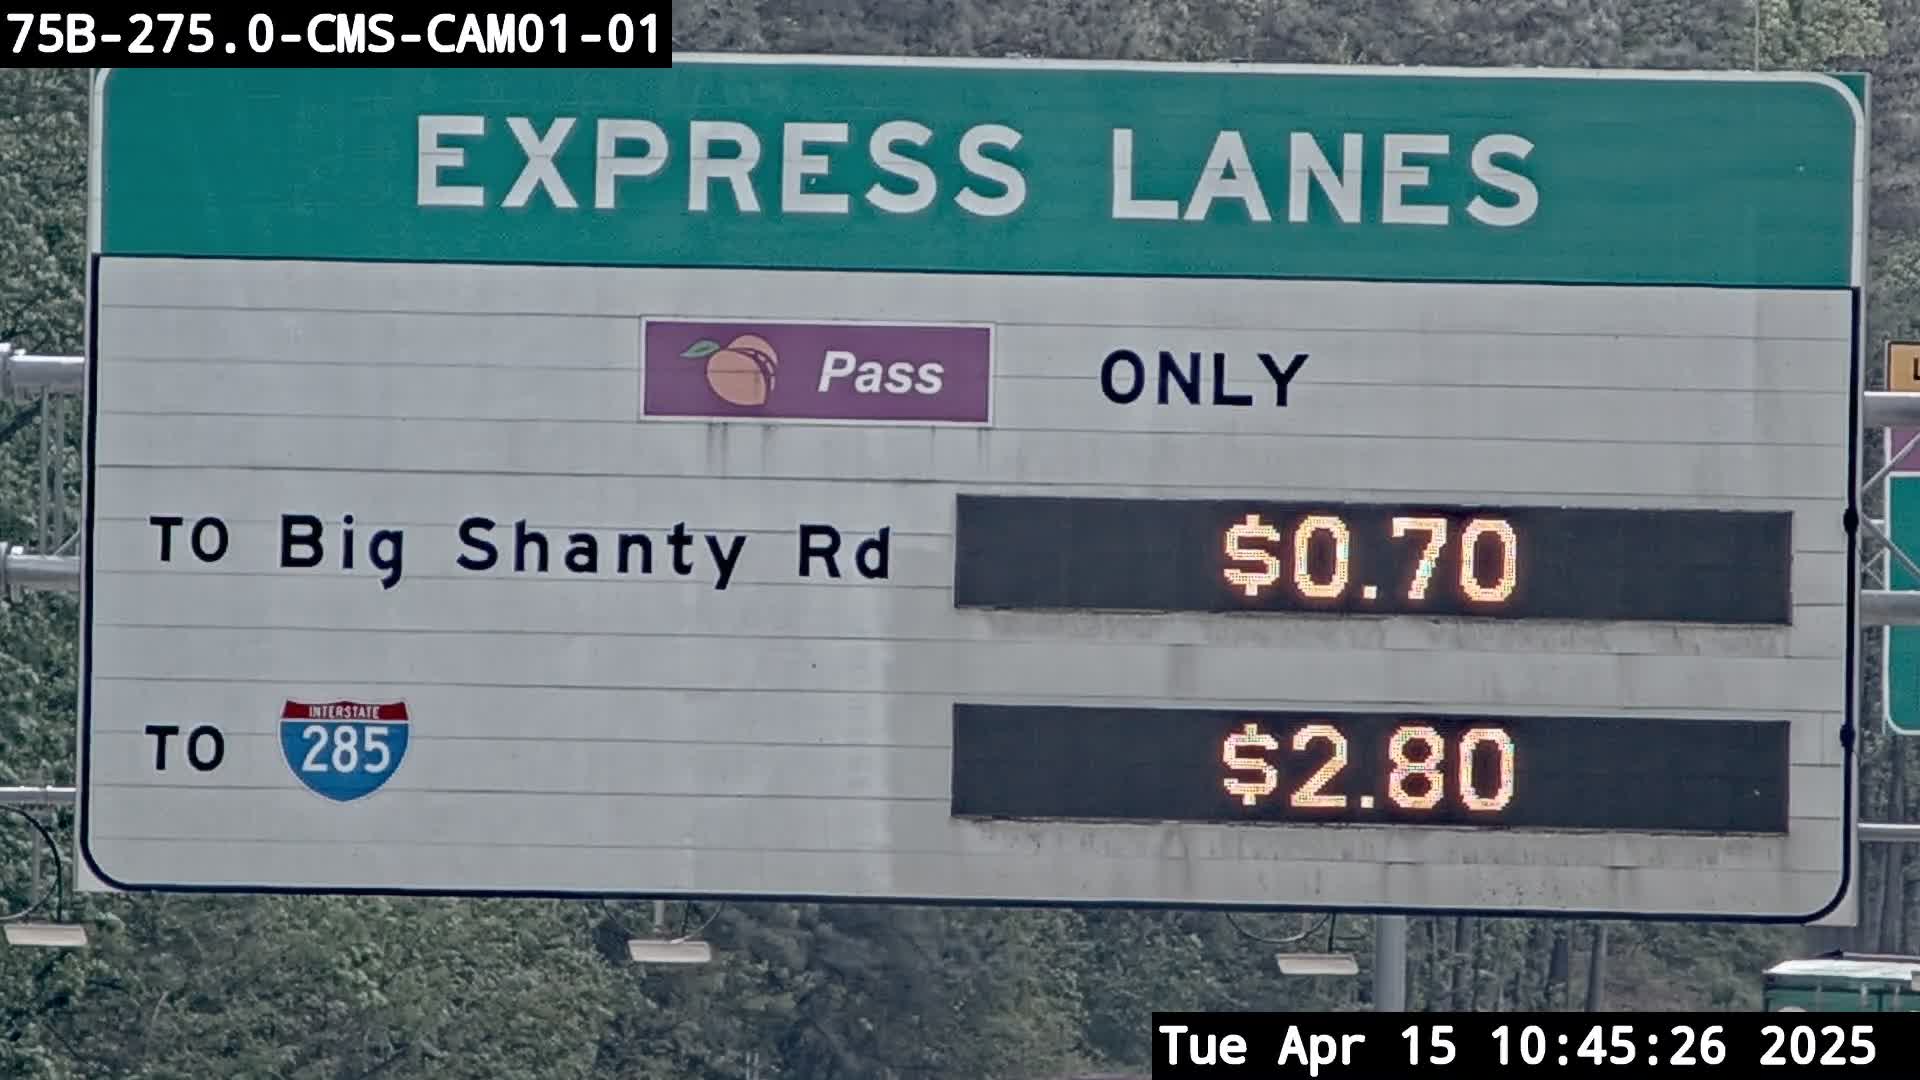 75B-275.0-CMS-CAM01-01
EXPRESS LANES
Pass ONLY
TO Big Shanty Rd $0.70
TO INTERSTATE 285 $2.80
Tue Apr 15 10:45:26 2025